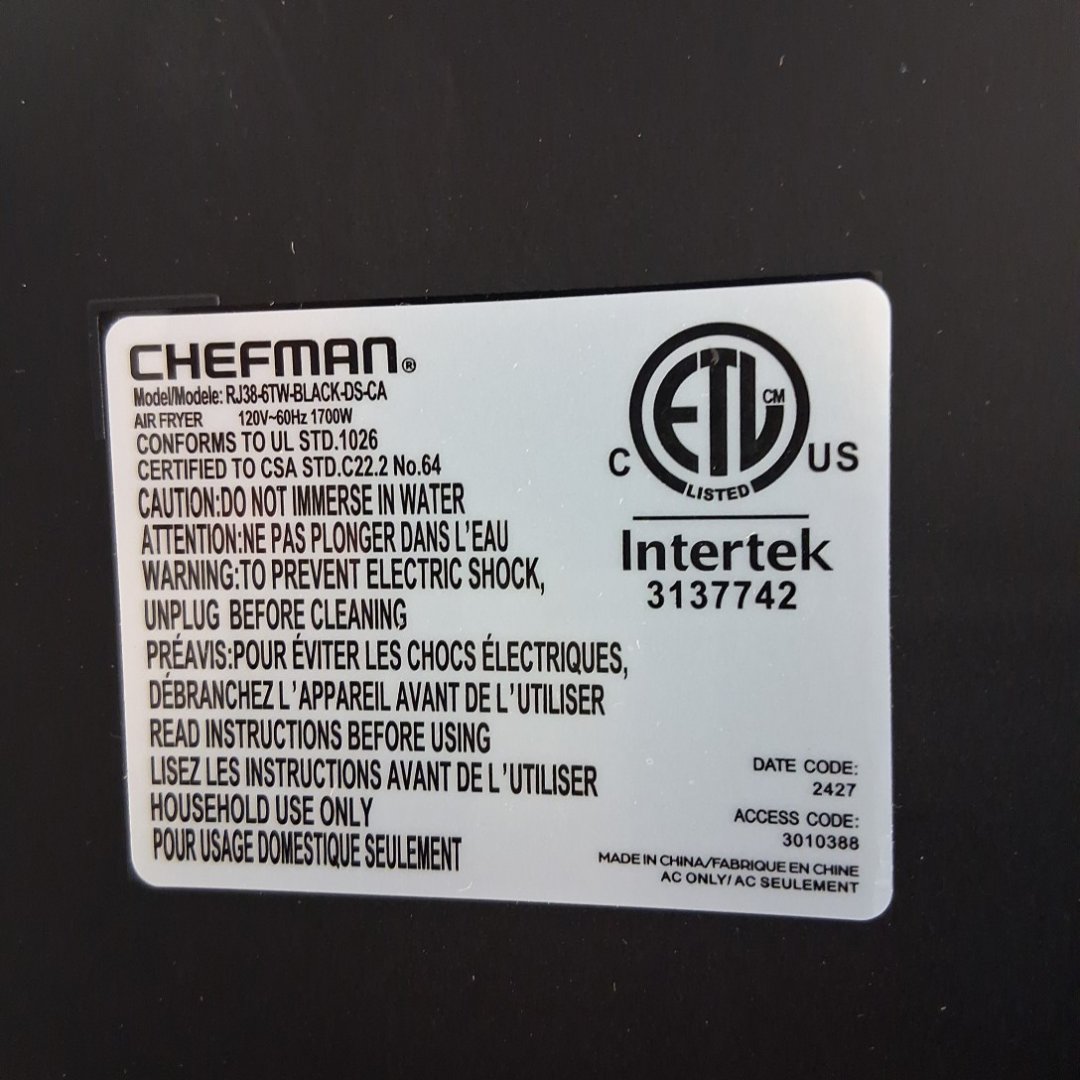 CHEFMAN®
Model/Modele: RJ38-6TW-BLACK-DS-CA
AIR FRYER 120V~60Hz 1700W
CONFORMS TO UL STD.1026
CERTIFIED TO CSA STD.C22.2 No.64
CAUTION:DO NOT IMMERSE IN WATER
ATTENTION:NE PAS PLONGER DANS L'EAU
WARNING:TO PREVENT ELECTRIC SHOCK,
UNPLUG BEFORE CLEANING
PRÉAVIS:POUR ÉVITER LES CHOCS ÉLECTRIQUES,
DÉBRANCHEZ L'APPAREIL AVANT DE L'UTILISER
READ INSTRUCTIONS BEFORE USING
LISEZ LES INSTRUCTIONS AVANT DE L'UTILISER
HOUSEHOLD USE ONLY
POUR USAGE DOMESTIQUE SEULEMENT
ETL CM
C US
LISTED
Intertek
3137742
DATE CODE:
2427
ACCESS CODE:
3010388
MADE IN CHINA/FABRIQUE EN CHINE
AC ONLY/AC SEULEMENT